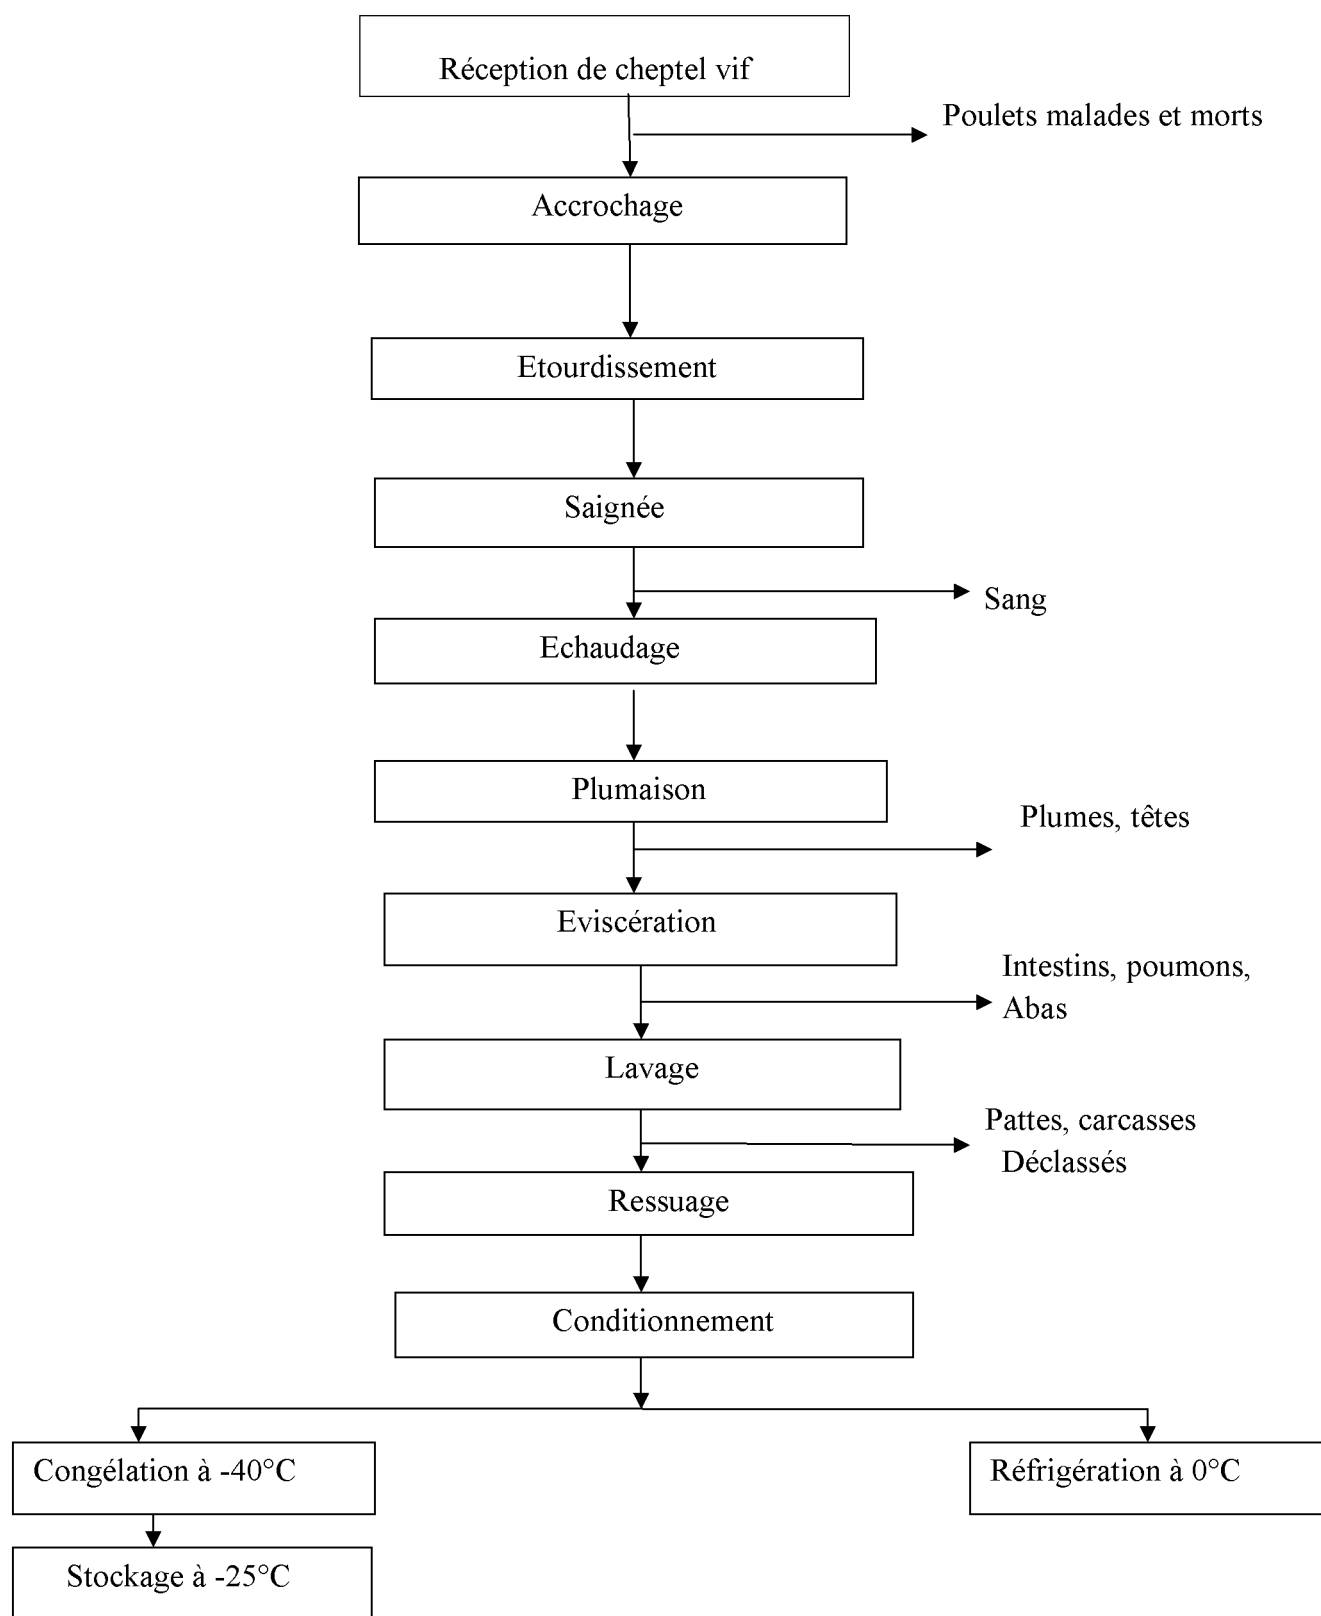 Réception de cheptel vif
Poulets malades et morts
Accrochage
Etourdissement
Saignée
Sang
Echaudage
Plumaison
Plumes, têtes
Eviscération
Intestins, poumons,
Abas
Lavage
Pattes, carcasses
Déclassés
Ressuage
Conditionnement
Congélation à -40°C
Réfrigération à 0°C
Stockage à -25°C